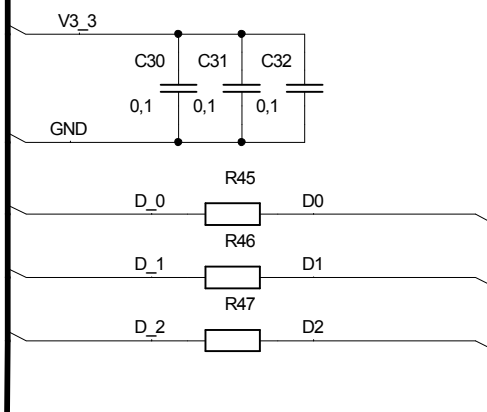 V3_3
C30 C31 C32
0,1 0,1 0,1
GND
R45
D_0 D0
R46
D_1 D1
R47
D_2 D2